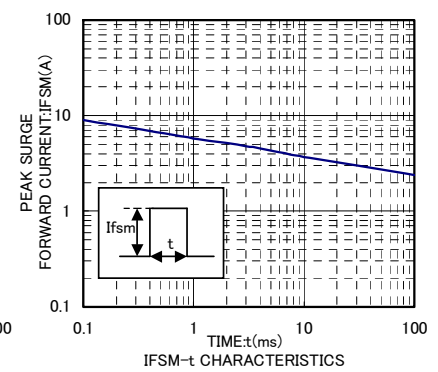 PEAK SURGE
FORWARD CURRENT:IFSM(A)
100
10
1
0.1
Ifsm
t
00
0.1
1
10
100
TIME:t(ms)
IFSM-t CHARACTERISTICS